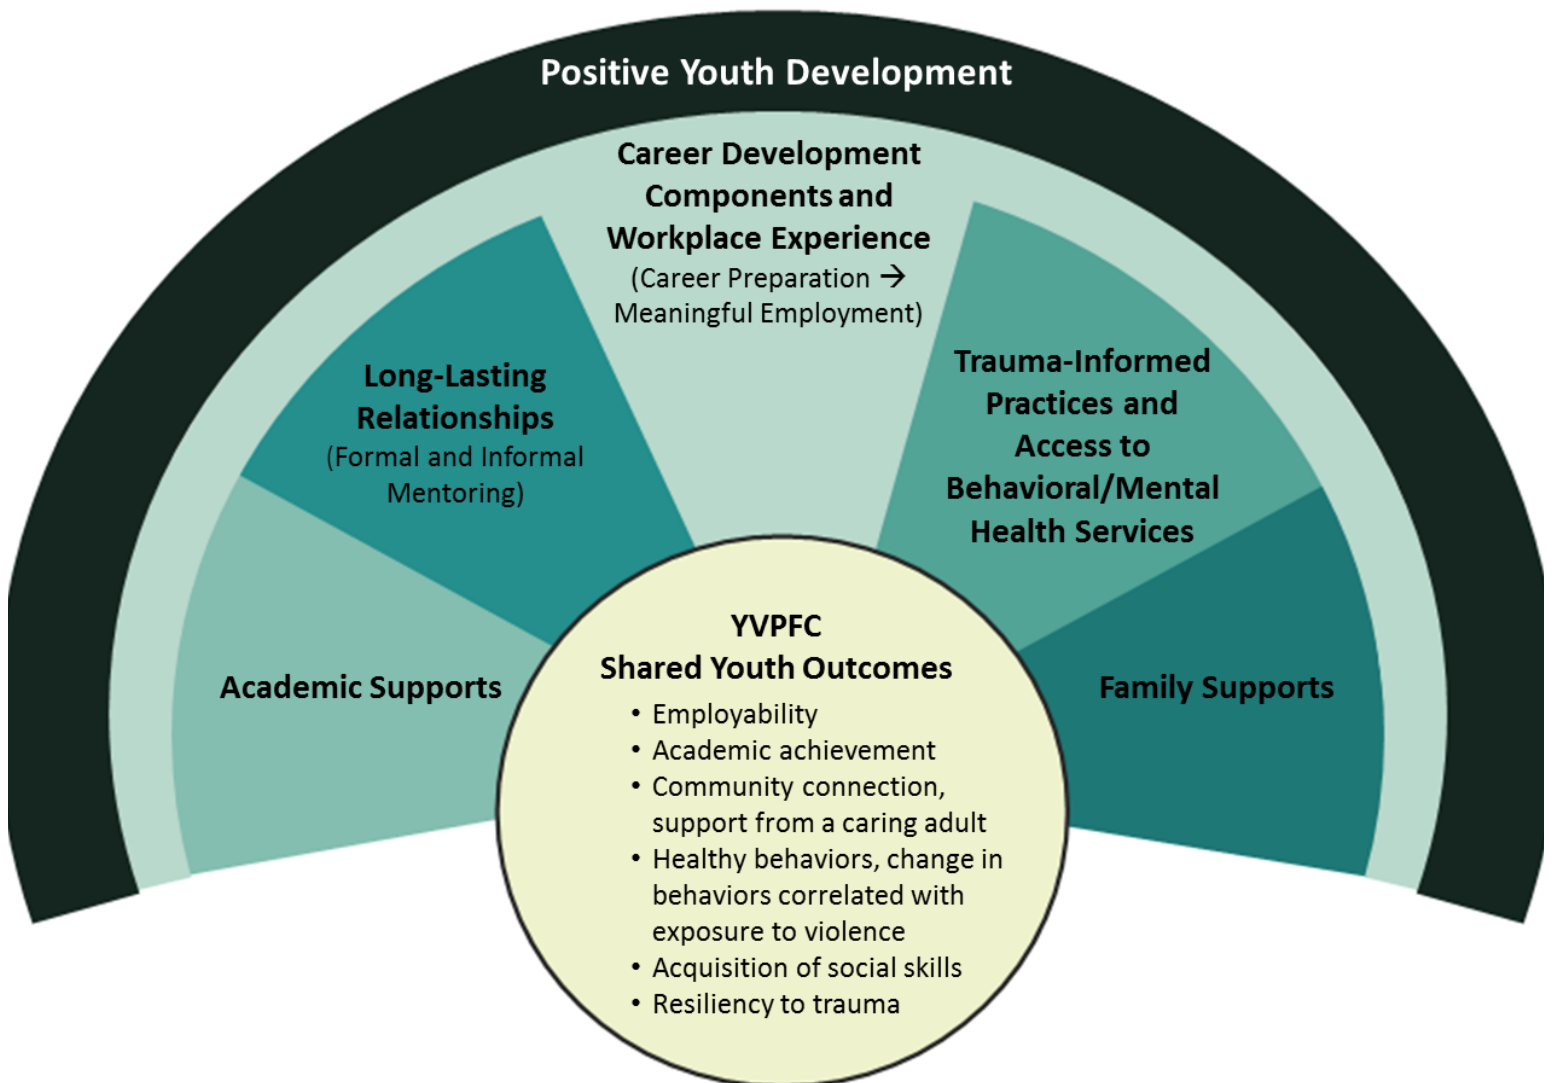 Positive Youth Development
Career Development
Components and
Workplace Experience
(Career Preparation →
Meaningful Employment)
Long-Lasting
Relationships
(Formal and Informal
Mentoring)
Trauma-Informed
Practices and
Access to
Behavioral/Mental
Health Services
Academic Supports
Family Supports
YVPFC
Shared Youth Outcomes
• Employability
• Academic achievement
• Community connection,
support from a caring adult
• Healthy behaviors, change in
behaviors correlated with
exposure to violence
• Acquisition of social skills
• Resiliency to trauma